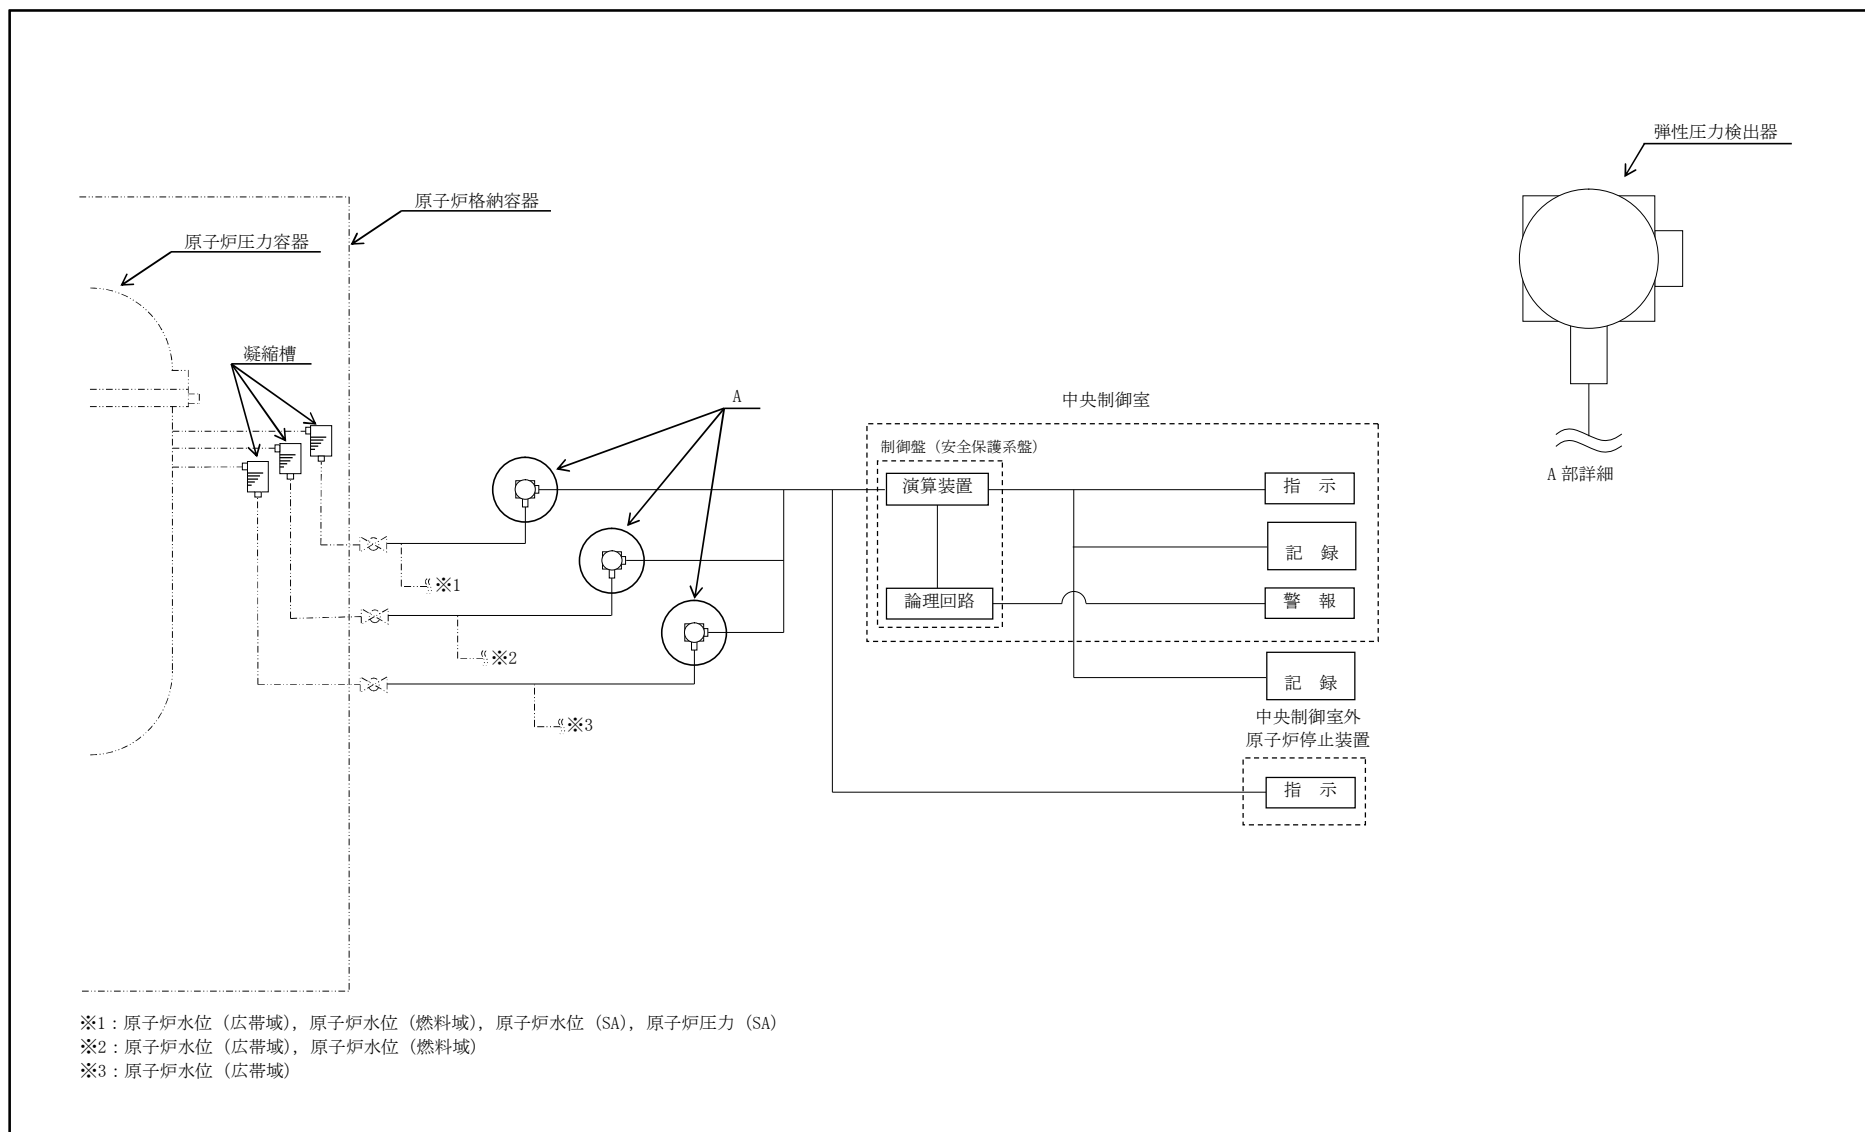 弾性圧力検出器
原子炉格納容器
原子炉圧力容器
凝縮槽
A
中央制御室
制御盤（安全保護系盤）
演算装置
指 示
A 部詳細
記 録
※1
論理回路
警 報
※2
記 録
※3
中央制御室外
原子炉停止装置
指 示
※1：原子炉水位（広帯域），原子炉水位（燃料域），原子炉水位（SA），原子炉圧力（SA）
※2：原子炉水位（広帯域），原子炉水位（燃料域）
※3：原子炉水位（広帯域）